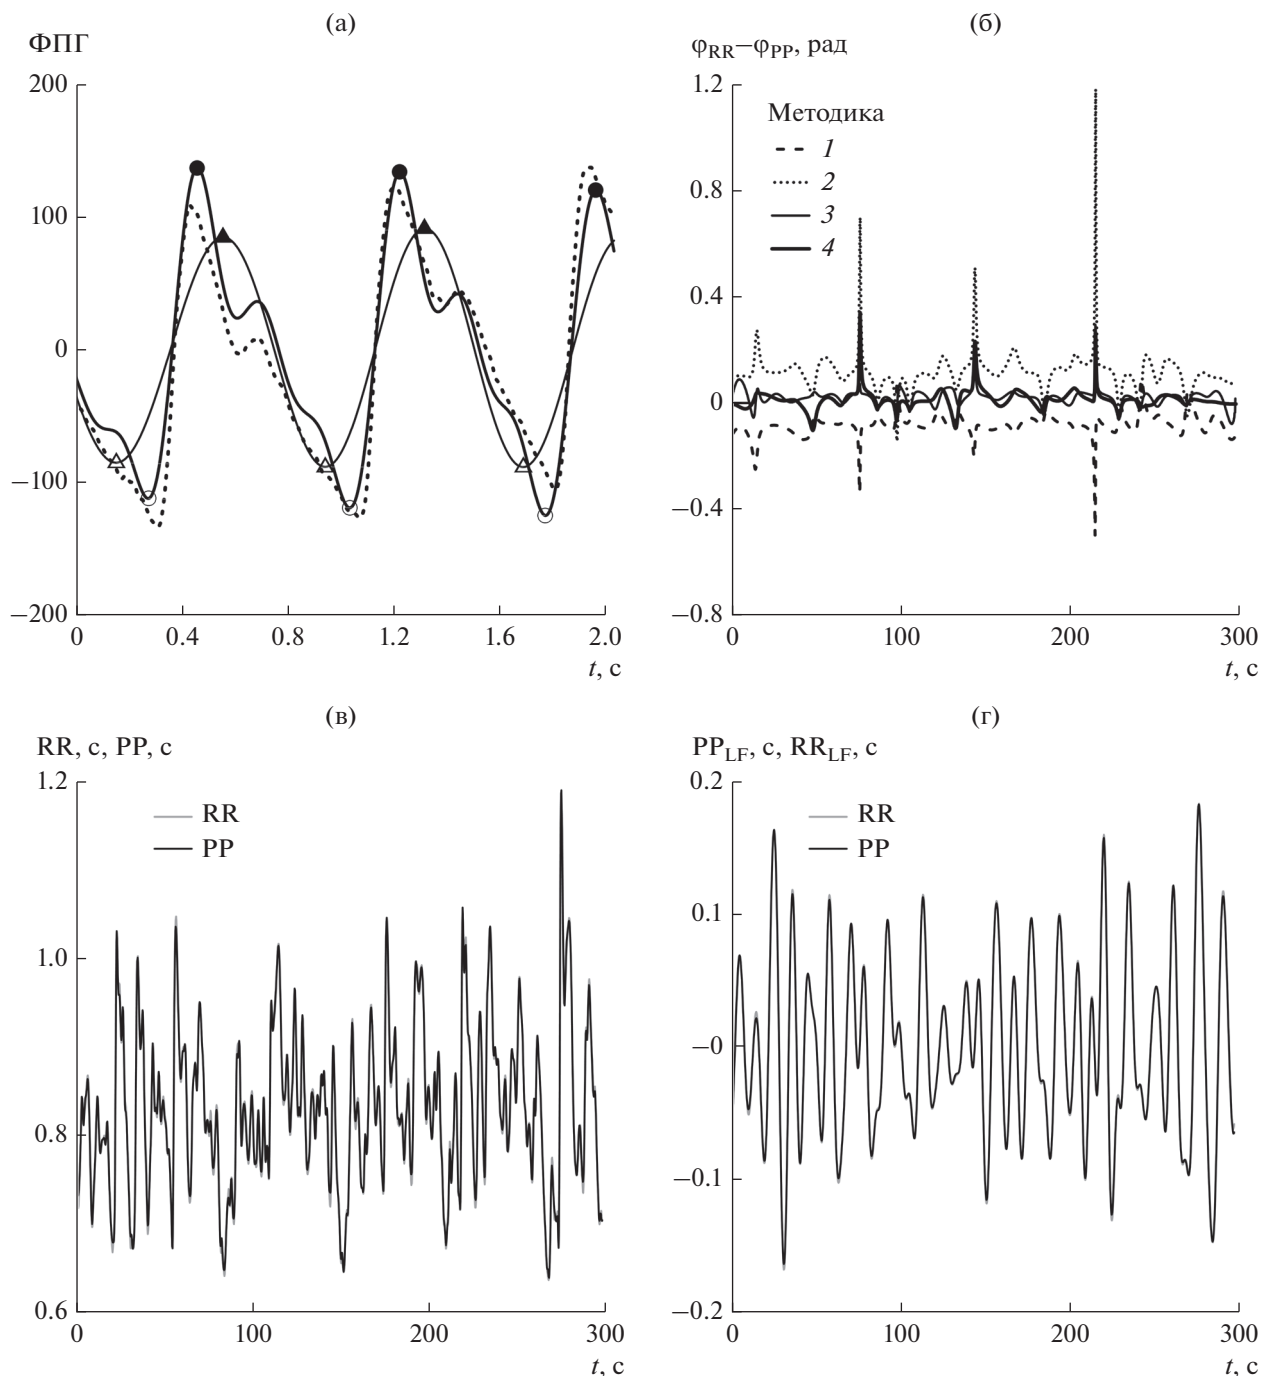 (а)
ФПГ
200
100
0
−100
−200
0 0.4 0.8 1.2 1.6 2.0
t, с
(б)
φRR−φPP, рад
1.2
0.8
0.4
0
−0.4
−0.8
Методика
1
2
3
4
0 100 200 300
t, с
(в)
RR, с, PP, с
1.2
1.0
0.8
0.6
RR
PP
0 100 200 300
t, с
(г)
PPLF, с, RRLF, с
0.2
0.1
−0
−0.1
−0.2
RR
PP
0 100 200 300
t, с